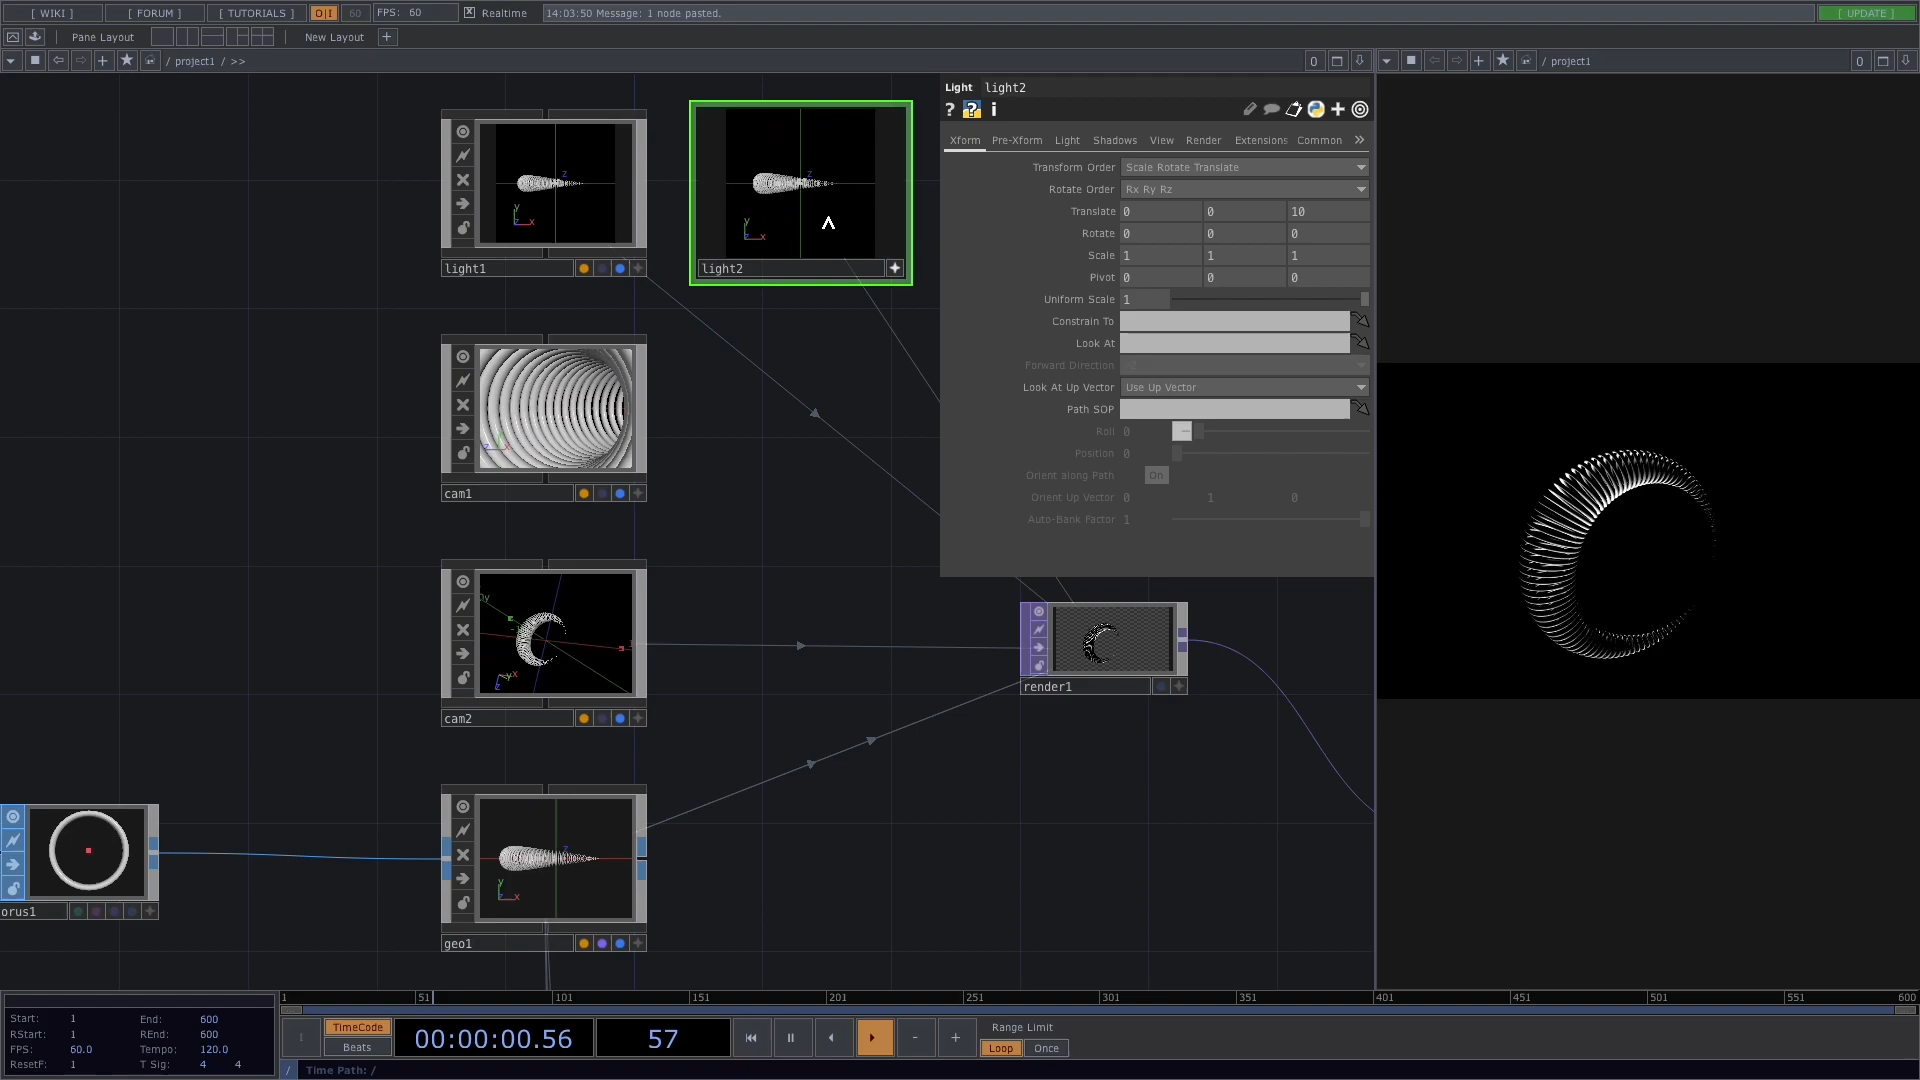 [ WIKI ] [ FORUM ] [ TUTORIALS ] O|I 60 FPS: 60 Realtime 14:03:50 Message: 1 node pasted. [ UPDATE ]
Pane Layout New Layout +
/ project1 / >> 0 / project1 0
Light light2
? ? i
Xform Pre-Xform Light Shadows View Render Extensions Common >>
Transform Order Scale Rotate Translate
Rotate Order Rx Ry Rz
Translate 0 0 10
Rotate 0 0 0
Scale 1 1 1
Pivot 0 0 0
Uniform Scale 1
Constrain To
Look At
Forward Direction
Look At Up Vector Use Up Vector
Path SOP
Roll 0
Position 0
Orient along Path On
Orient Up Vector 0 1 0
Auto-Bank Factor 1
light1
light2
cam1
cam2
render1
orus1
geo1
1 51 101 151 201 251 301 351 401 451 501 551 600
Start: 1 End: 600
RStart: 1 REnd: 600
FPS: 60.0 Tempo: 120.0
ResetF: 1 T Sig: 4 4
TimeCode
Beats
00:00:00.56
57
- +
Range Limit
Loop Once
/ Time Path: /